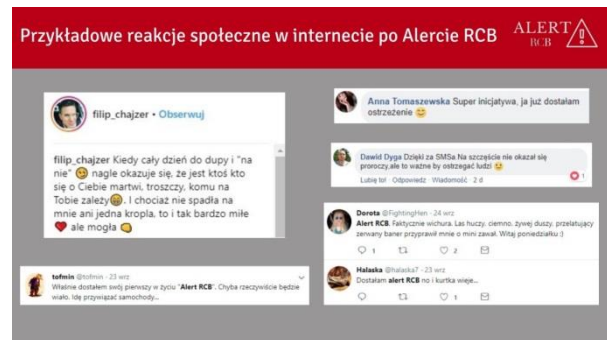 Przykładowe reakcje społeczne w internecie po Alercie RCB
ALERT
RCB
filip_chajzer • Obserwuj
filip_chajzer Kiedy cały dzień do dupy i "na
nie" 😕 nagle okazuje się, że jest ktoś kto
się o Ciebie martwi, troszczy, komu na
Tobie zależy😀. I chociaż nie spadła na
mnie ani jedna kropla, to i tak bardzo miłe
❤️ ale mogła 😋
tofmin @tofmin · 23 wrz
Właśnie dostałem swój pierwszy w życiu "Alert RCB". Chyba rzeczywiście będzie
wiało. Idę przywiązać samochody...
Anna Tomaszewska Super inicjatywa, ja już dostałam
ostrzeżenie 😊
Dawid Dyga Dzięki za SMSa Na szczęście nie okazał się
proroczy,ale to ważne by ostrzegać ludzi 😊
Lubię to! Odpowiedz Wiadomość 2 d
1
Dorota @FightingHen · 24 wrz
Alert RCB. Faktycznie wichura. Las huczy, ciemno, żywej duszy, przelatujący
zerwany baner przyprawił mnie o mini zawał. Witaj poniedziałku :)
1 2
Halaska @halaska7 · 23 wrz
Dostałam alert RCB no i kurtka wieje...
1